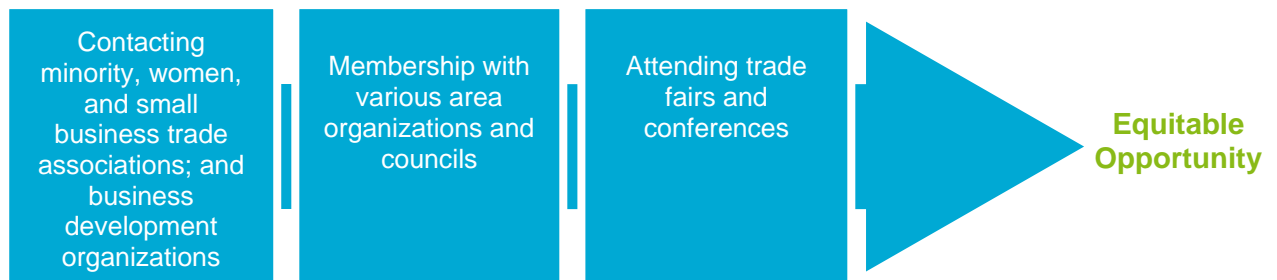 Contacting
minority, women,
and small
business trade
associations; and
business
development
organizations
Membership with
various area
organizations and
councils
Attending trade
fairs and
conferences
Equitable
Opportunity